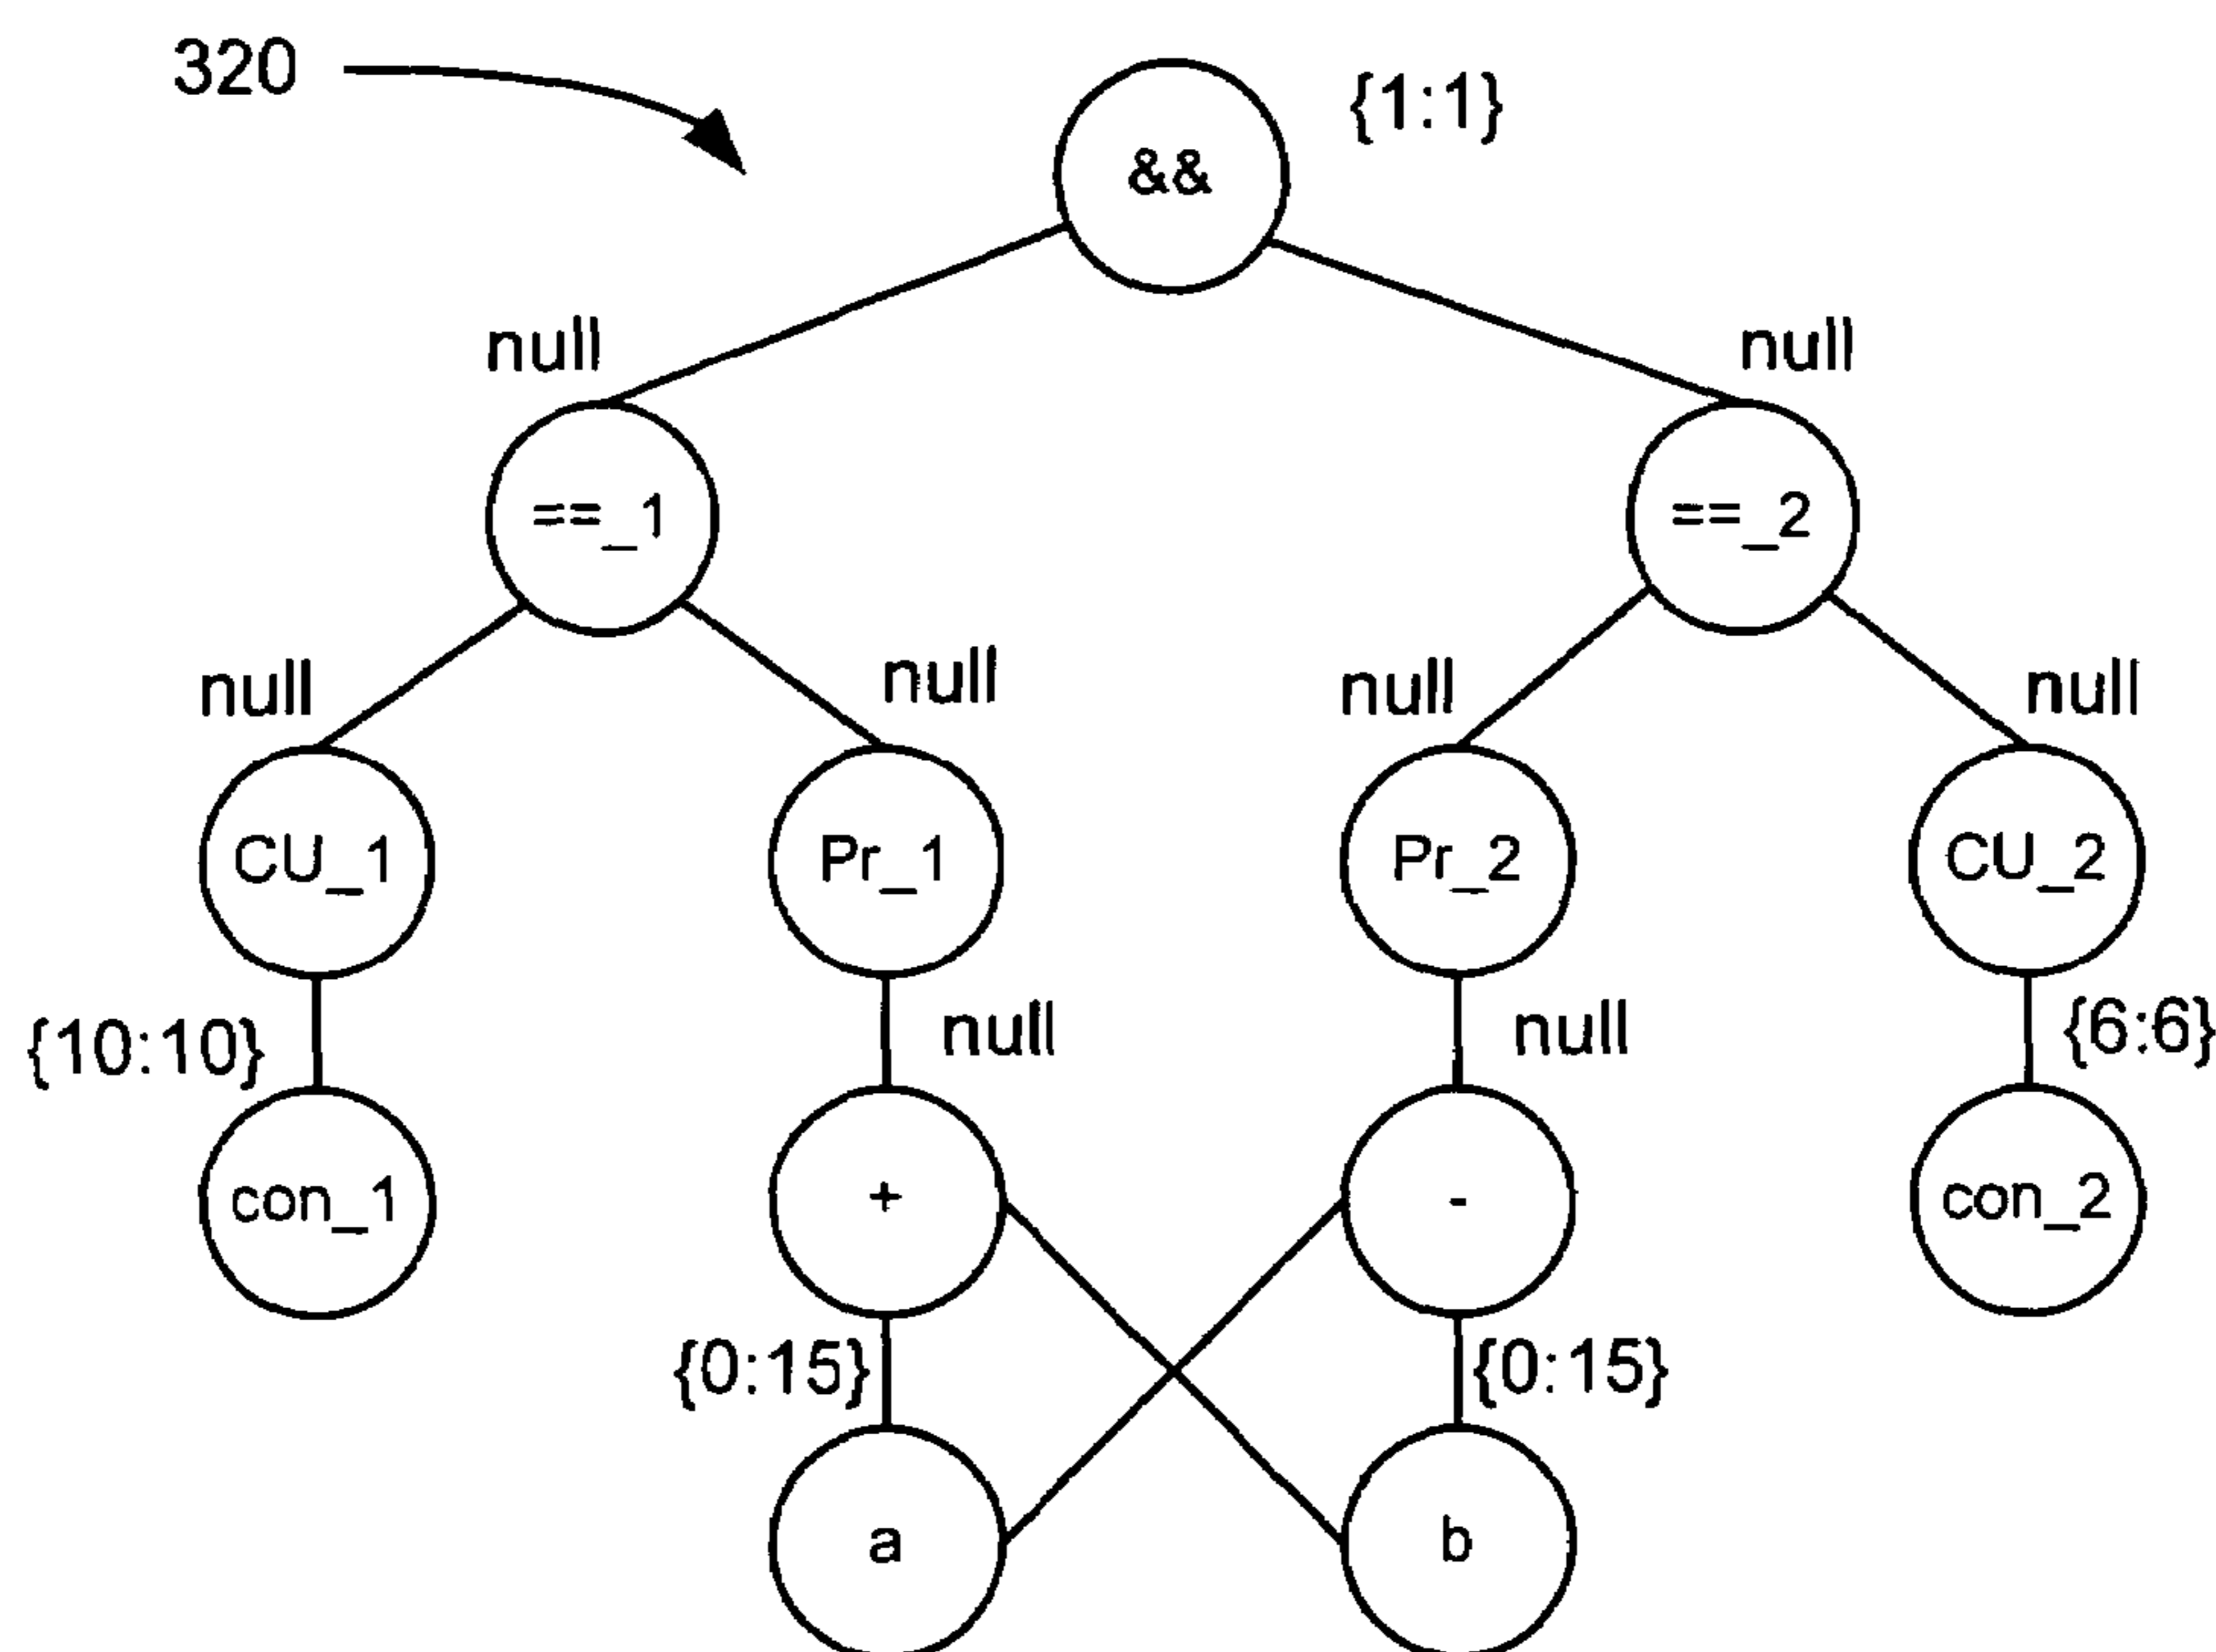 320
{1:1}
&&
null null
==_1 ==_2
null null null null
CU_1 Pr_1 Pr_2 CU_2
{10:10} null null {6:6}
con_1 + - con_2
{0:15} {0:15}
a b